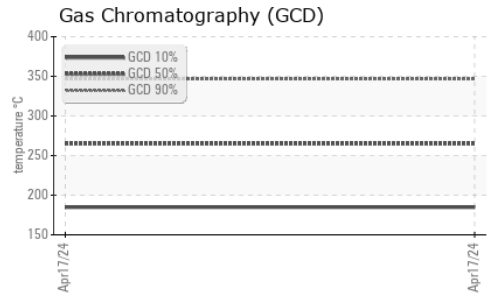 Gas Chromatography (GCD)
temperature °C
400
350
300
250
200
150
GCD 10%
GCD 50%
GCD 90%
Apr17/24
Apr17/24